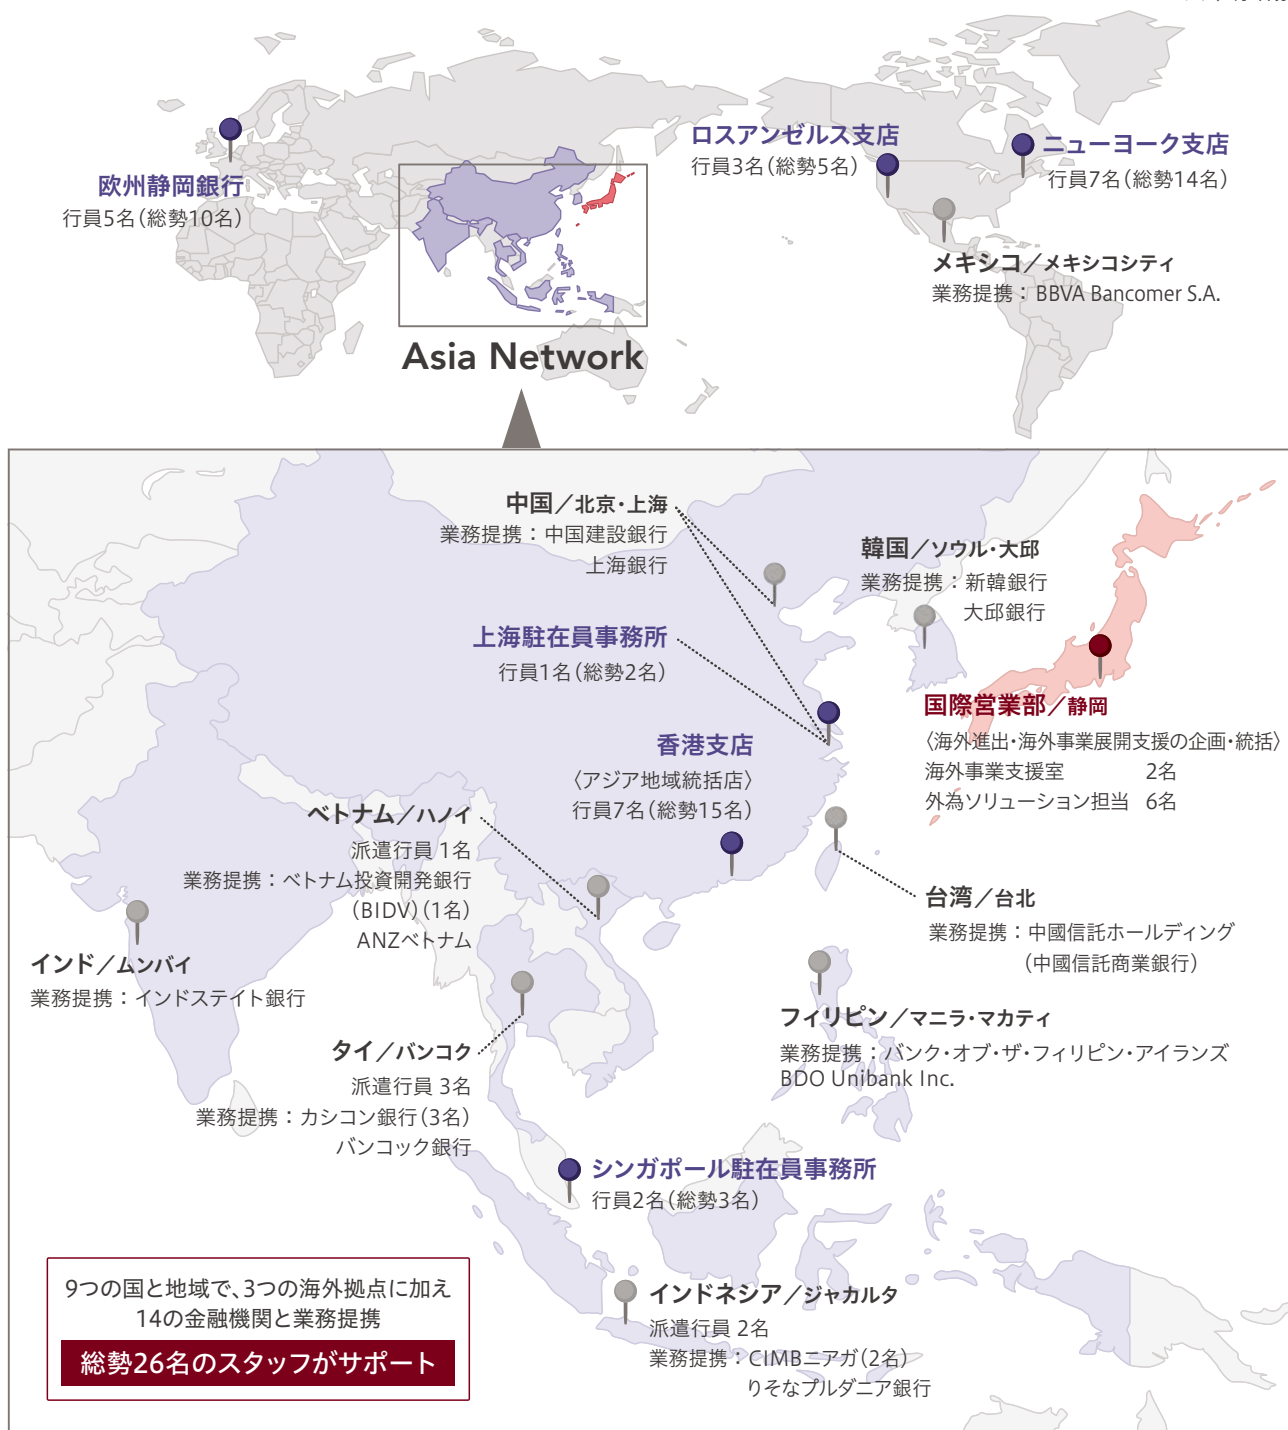 ロスアンゼルス支店
行員3名(総勢5名)
ニューヨーク支店
行員7名(総勢14名)
欧州静岡銀行
行員5名(総勢10名)
メキシコ／メキシコシティ
業務提携：BBVA Bancomer S.A.
Asia Network
中国／北京・上海
業務提携：中国建設銀行
上海銀行
韓国／ソウル・大邱
業務提携：新韓銀行
大邱銀行
上海駐在員事務所
行員1名(総勢2名)
国際営業部／静岡
〈海外進出・海外事業展開支援の企画・統括〉
海外事業支援室 2名
外為ソリューション担当 6名
香港支店
〈アジア地域統括店〉
行員7名(総勢15名)
ベトナム／ハノイ
派遣行員 1名
業務提携：ベトナム投資開発銀行
(BIDV)(1名)
ANZベトナム
台湾／台北
業務提携：中國信託ホールディング
(中國信託商業銀行)
インド／ムンバイ
業務提携：インドステイト銀行
フィリピン／マニラ・マカティ
業務提携：バンク・オブ・ザ・フィリピン・アイランズ
BDO Unibank Inc.
タイ／バンコク
派遣行員 3名
業務提携：カシコン銀行(3名)
バンコック銀行
シンガポール駐在員事務所
行員2名(総勢3名)
インドネシア／ジャカルタ
派遣行員 2名
業務提携：CIMBニアガ(2名)
りそなプルダニア銀行
9つの国と地域で、3つの海外拠点に加え
14の金融機関と業務提携
総勢26名のスタッフがサポート